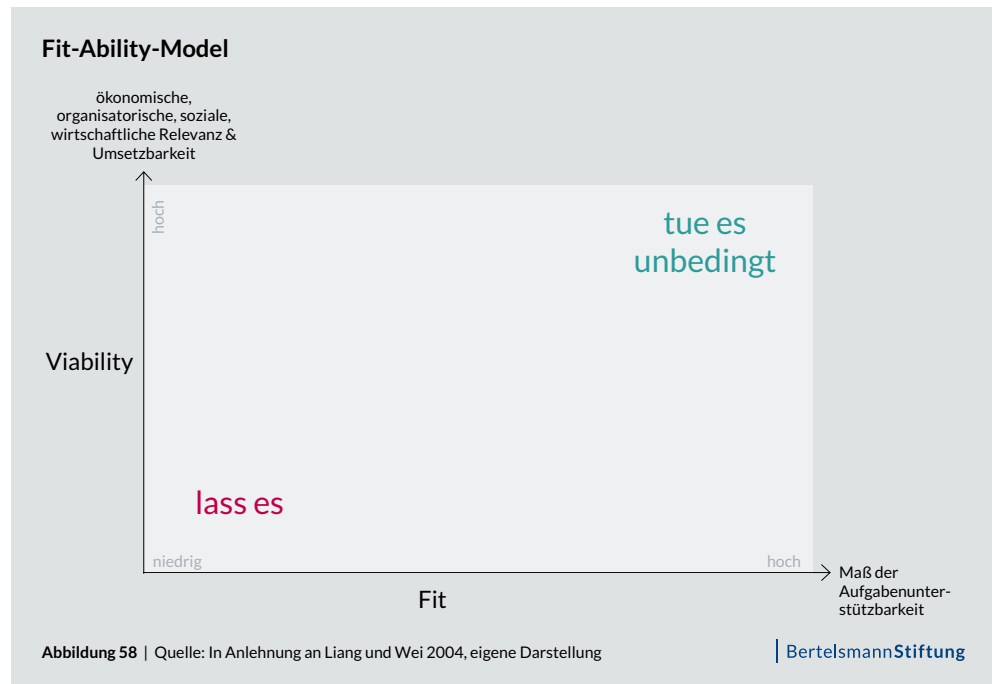 Fit-Ability-Model
ökonomische,
organisatorische, soziale,
wirtschaftliche Relevanz &
Umsetzbarkeit
hoch
tue es
unbedingt
Viability
lass es
niedrig
hoch
Fit
Maß der
Aufgabenunter-
stützbarkeit
Abbildung 58 | Quelle: In Anlehnung an Liang und Wei 2004, eigene Darstellung
BertelsmannStiftung